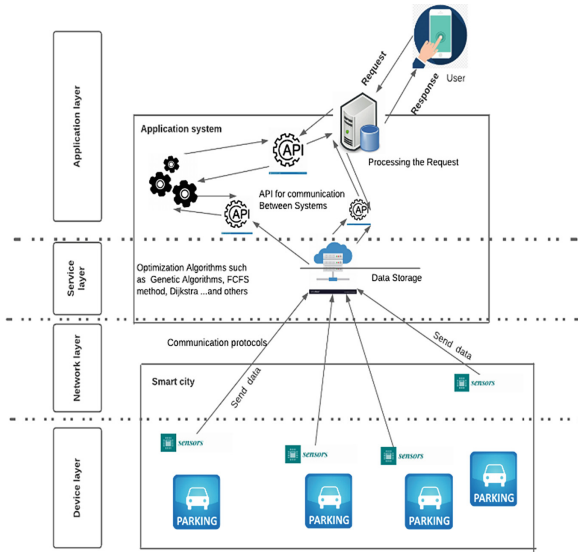 Application layer
Service
layer
Network layer
Device layer
Request
Response
User
Application system
API
Processing the Request
API for communication
Between Systems
API
API
Optimization Algorithms such
as Genetic Algorithms, FCFS
method, Dijkstra ...and others
Data Storage
Communication protocols
Send data
Send data
Smart city
sensors
sensors
sensors
sensors
PARKING
PARKING
PARKING
PARKING